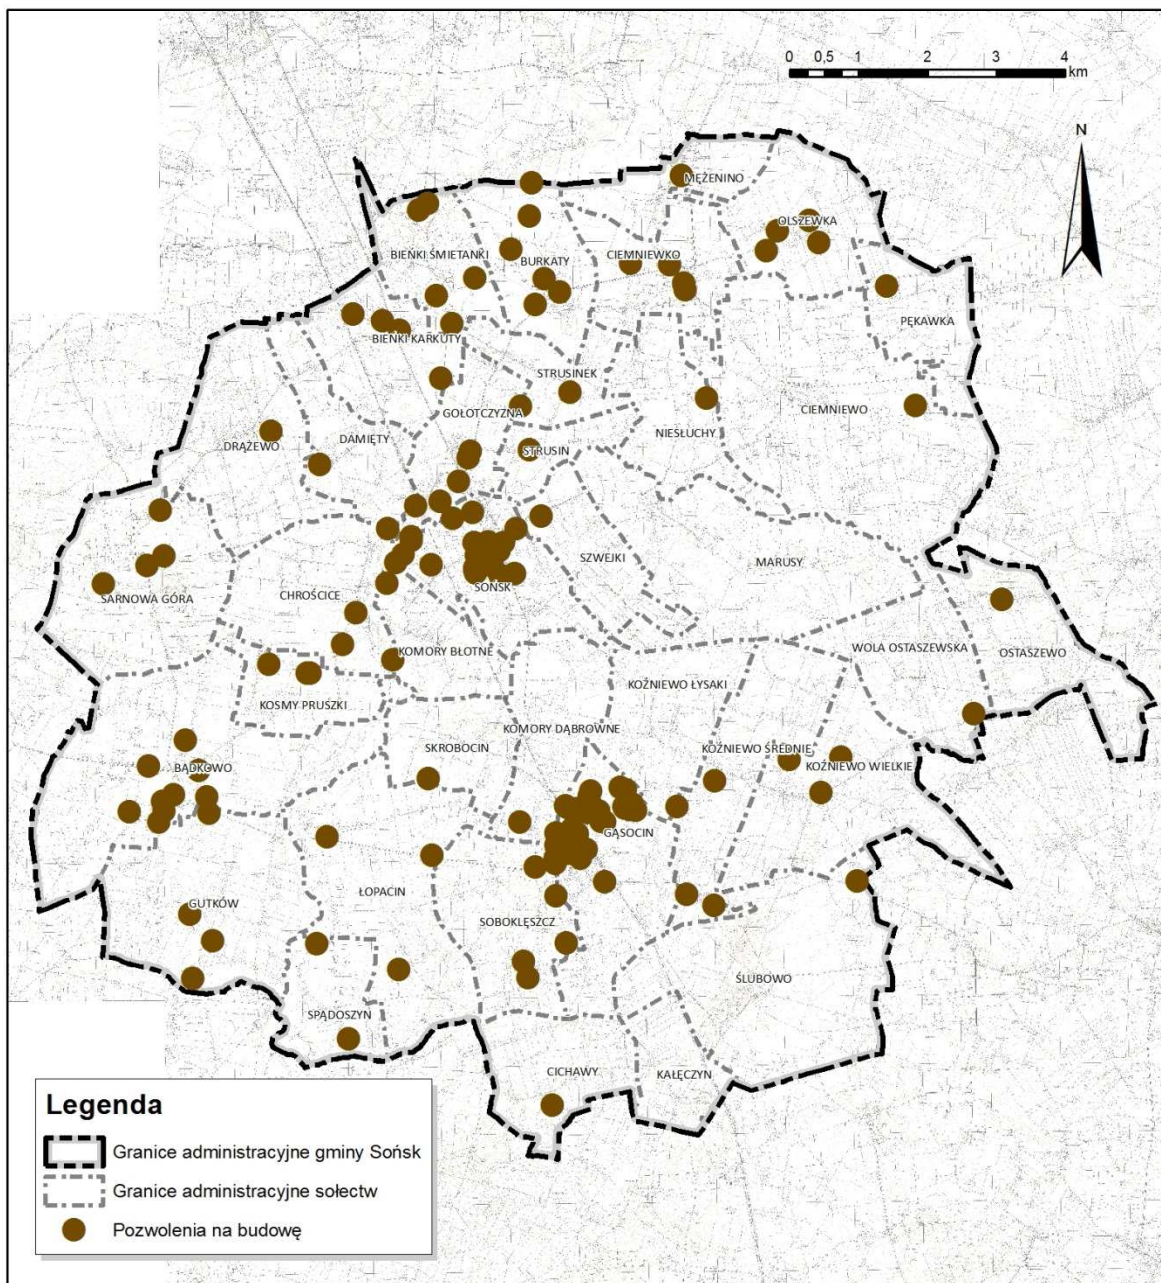 0 0,5 1 2 3 4
km
N
MĘŻENINO
OLSZEWKA
BIEŃKI ŚMIETANKI
BURKATY
CIEMNIEWKO
PĘKAWKA
BIEŃKI KARKUTY
STRUSINEK
GOŁOTCZYZNA
CIEMNIEWO
DRĄŻEWO
DAMIĘTY
STRUSIN
NIESŁUCHY
SZWEJKI
MARUSY
SOŃSK
SARNOWA GÓRA
CHROŚCICE
KOMORY BŁOTNE
WOLA OSTASZEWSKA
OSTASZEWO
KOŹNIEWO ŁYSAKI
KOSMY PRUSZKI
KOMORY DĄBROWNE
SKROBOCIN
KOŹNIEWO ŚREDNIE
KOŹNIEWO WIELKIE
BĄDKOWO
GĄSOCIN
ŁOPACIN
GUTKÓW
SOBOKLĘSZCZ
ŚLUBOWO
SPĄDOSZYN
CICHAWY
KAŁĘCZYN
Legenda
Granice administracyjne gminy Sońsk
Granice administracyjne sołectw
Pozwolenia na budowę